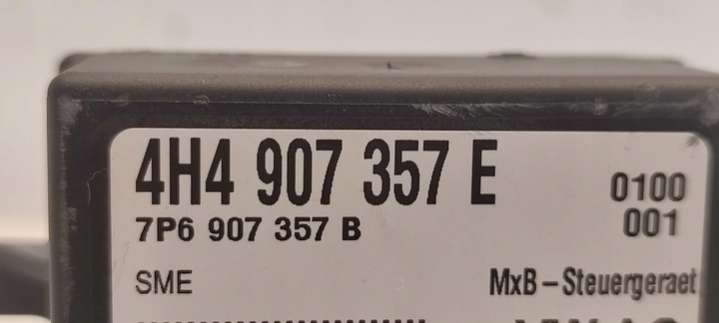 4H4 907 357 E
0100
7P6 907 357 B
001
SME
MxB-Steuergeraet